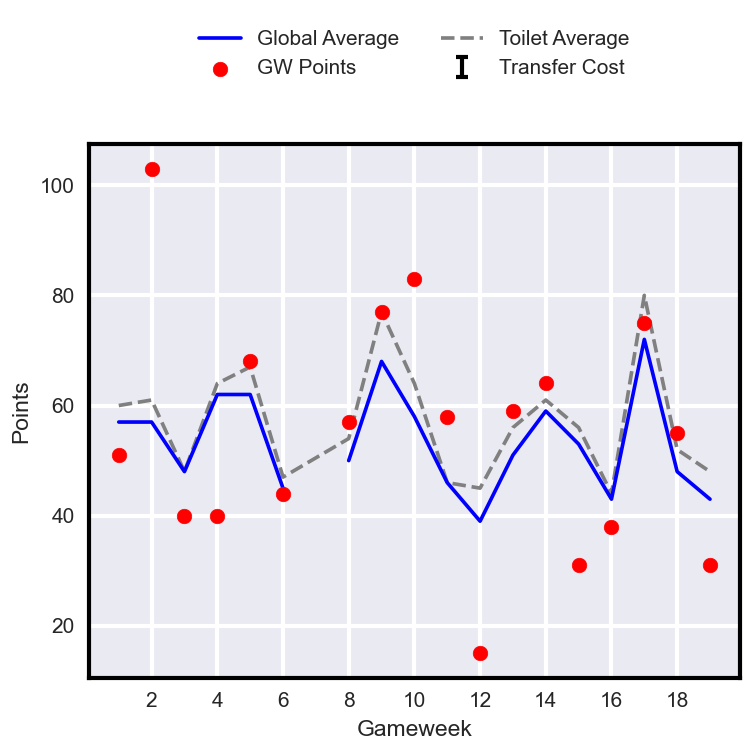 Global Average Toilet Average
GW Points Transfer Cost
100
80
60
40
20
Points
2 4 6 8 10 12 14 16 18
Gameweek